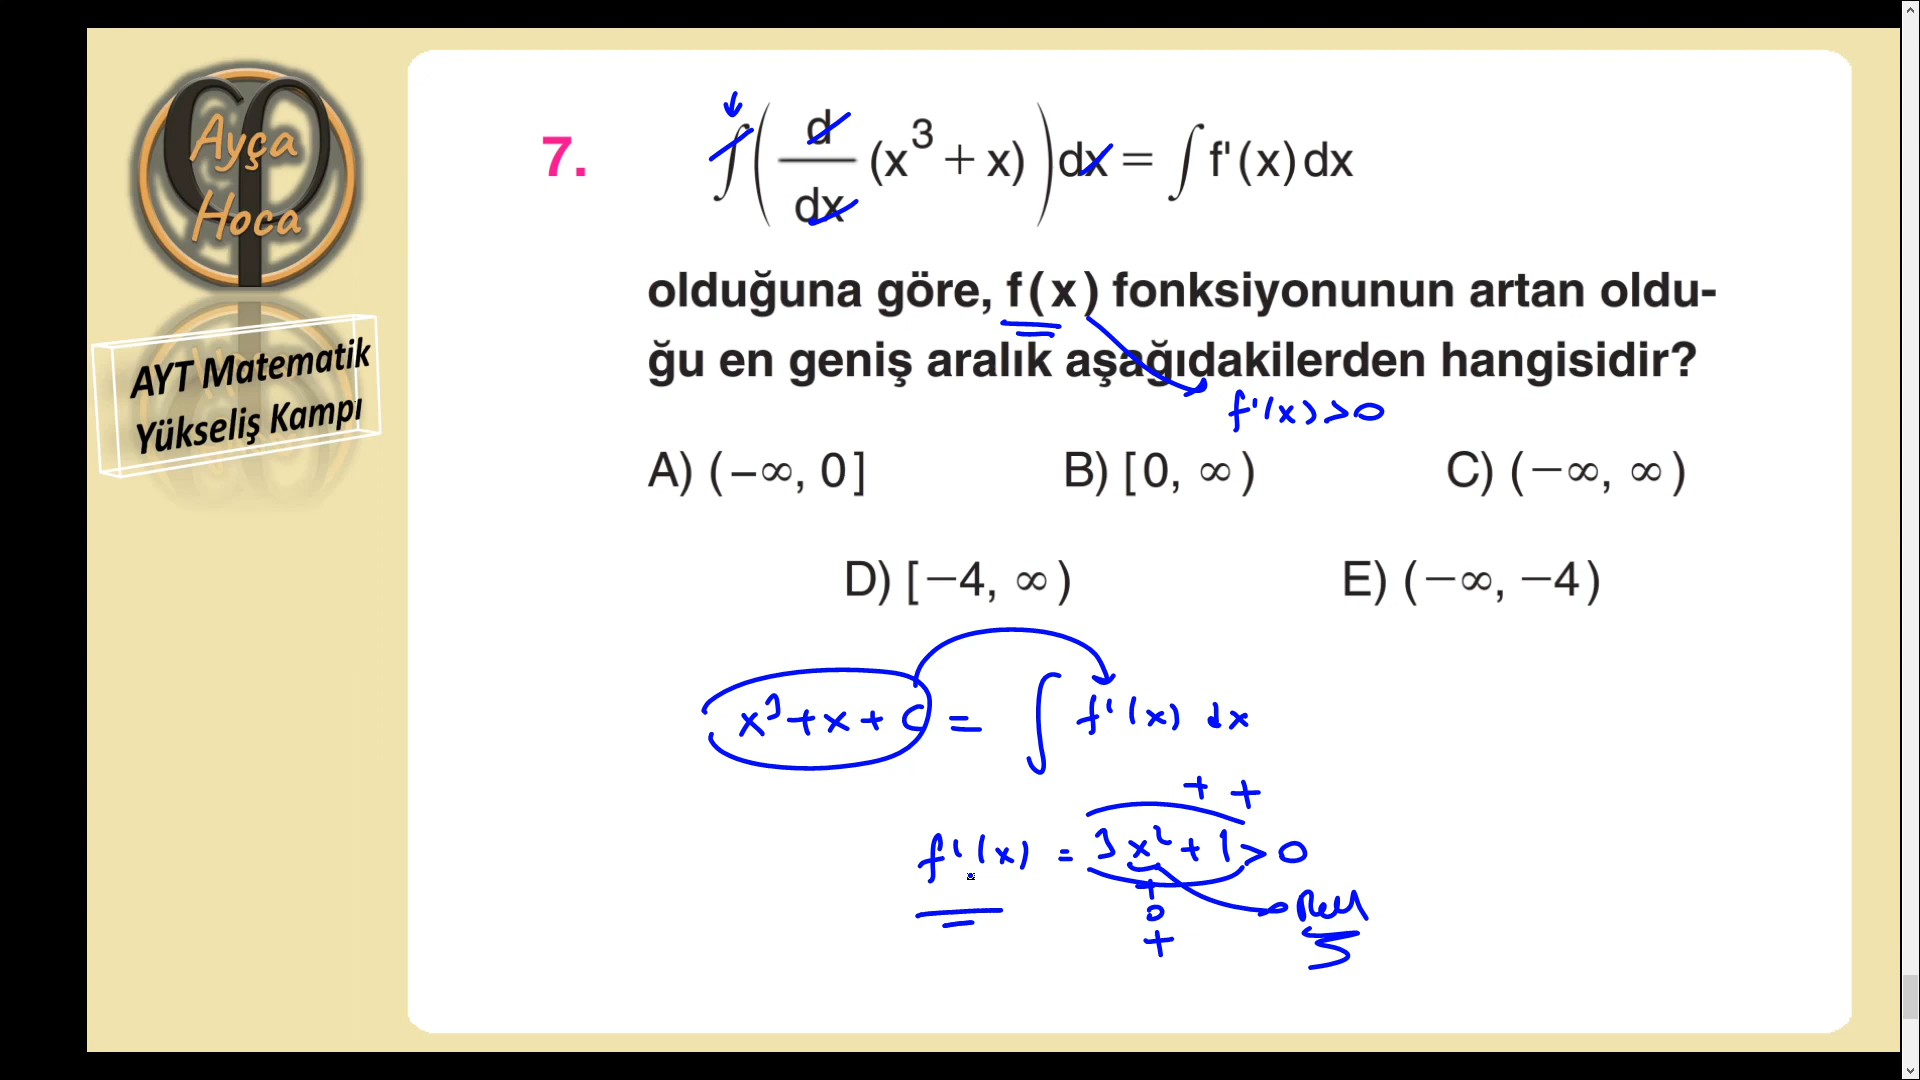 Ayça
Hoca
AYT Matematik
Yükseliş Kampı
7. ∫(d/dx (x³ + x))dx = ∫f'(x)dx
olduğuna göre, f(x) fonksiyonunun artan oldu-
ğu en geniş aralık aşağıdakilerden hangisidir?
f'(x) > 0
A) (−∞, 0] B) [0, ∞) C) (−∞, ∞)
D) [−4, ∞) E) (−∞, −4)
x³ + x + c = ∫ f'(x) dx
+ +
f'(x) = 3x² + 1 > 0
0
+